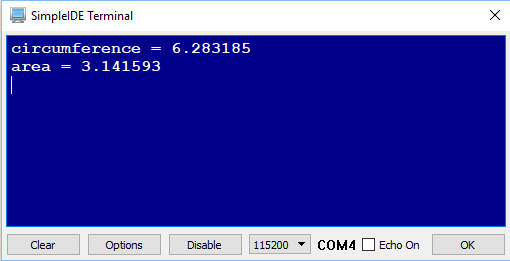 SimpleIDE Terminal
circumference = 6.283185
area = 3.141593
Clear Options Disable 115200 COM4 Echo On OK